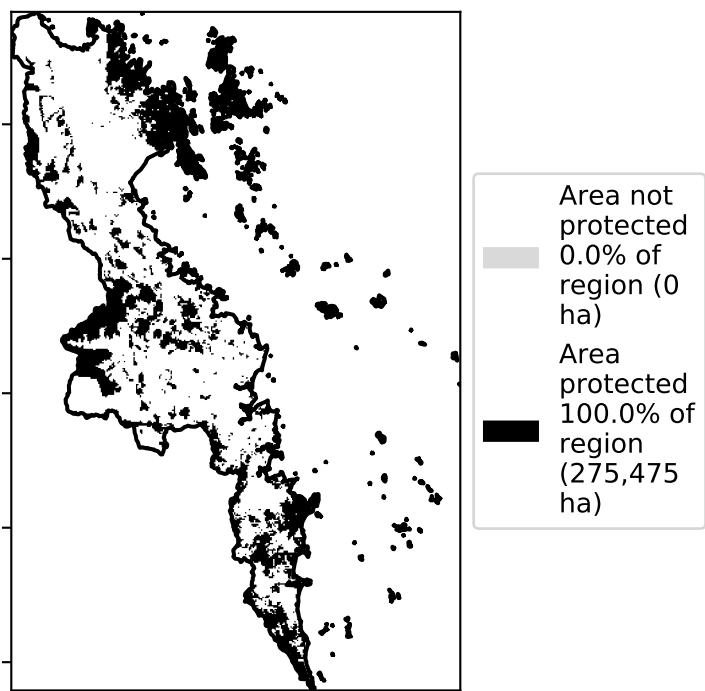 Area not
protected
0.0% of
region (0
ha)
Area
protected
100.0% of
region
(275,475
ha)